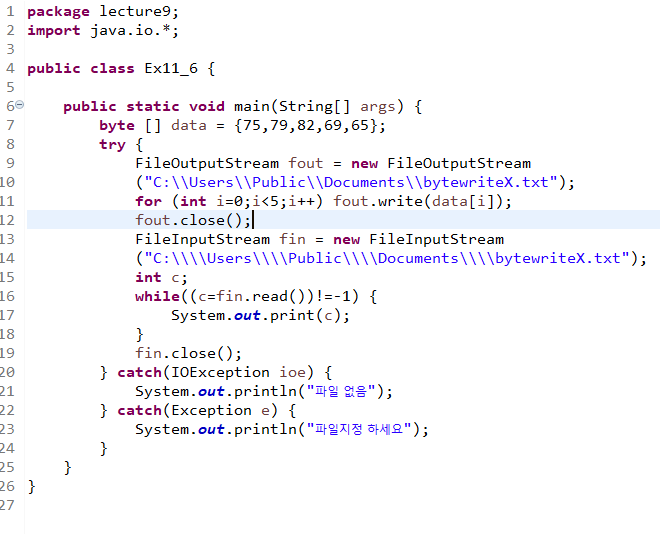 1 package lecture9;
2 import java.io.*;
3
4 public class Ex11_6 {
5
6 public static void main(String[] args) {
7 byte [] data = {75,79,82,69,65};
8 try {
9 FileOutputStream fout = new FileOutputStream
10 ("C:\\Users\\Public\\Documents\\bytewriteX.txt");
11 for (int i=0;i<5;i++) fout.write(data[i]);
12 fout.close();
13 FileInputStream fin = new FileInputStream
14 ("C:\\\\Users\\\\Public\\\\Documents\\\\bytewriteX.txt");
15 int c;
16 while((c=fin.read())!=-1) {
17 System.out.print(c);
18 }
19 fin.close();
20 } catch(IOException ioe) {
21 System.out.println("파일 없음");
22 } catch(Exception e) {
23 System.out.println("파일지정 하세요");
24 }
25 }
26 }
27